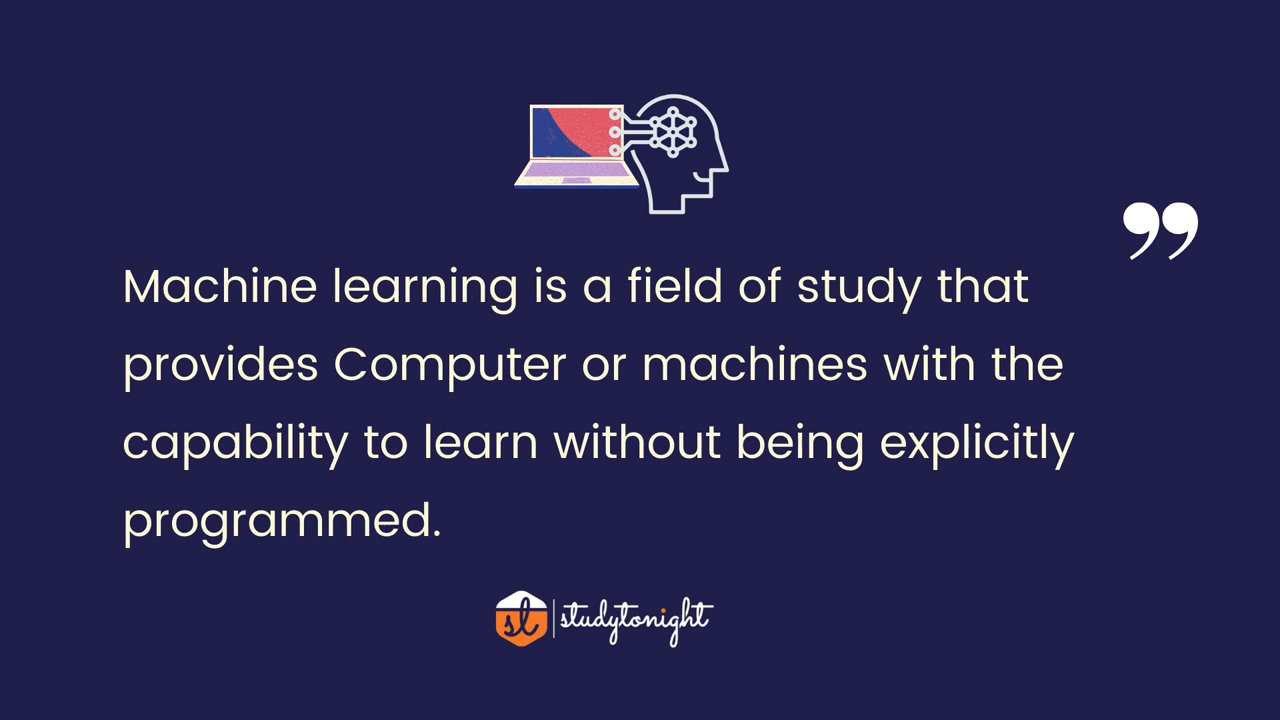 ”
Machine learning is a field of study that
provides Computer or machines with the
capability to learn without being explicitly
programmed.
sl studytonight